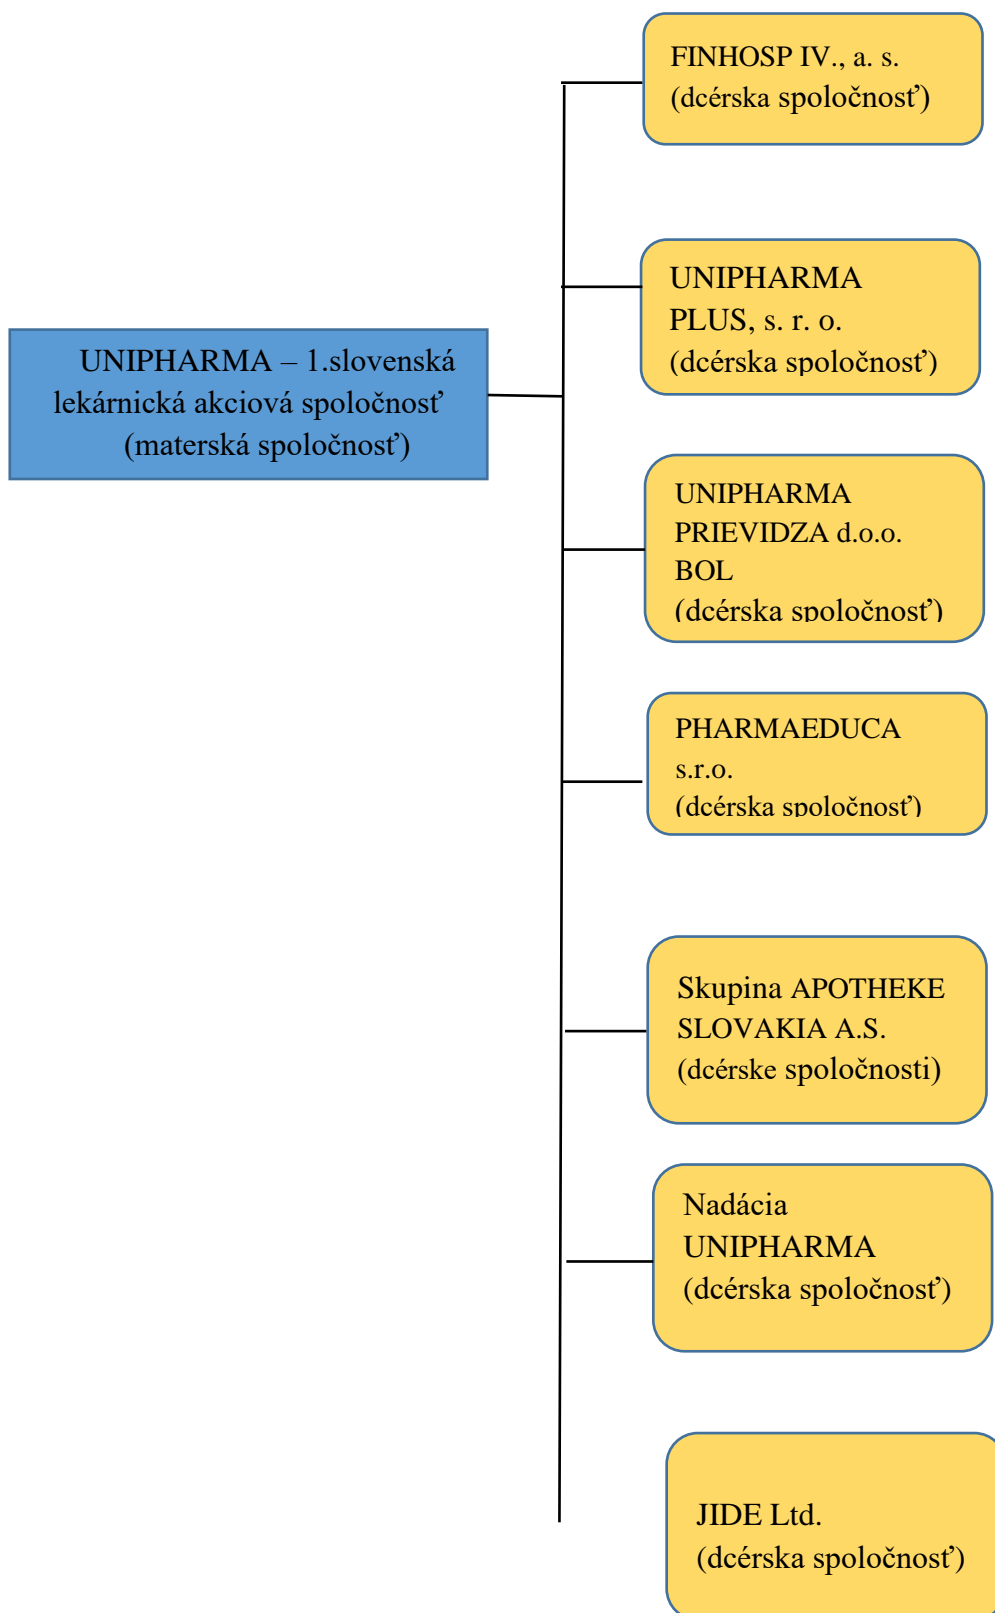 FINHOSP IV., a. s.
(dcérska spoločnosť)
UNIPHARMA
PLUS, s. r. o.
(dcérska spoločnosť)
UNIPHARMA – 1.slovenská
lekárnická akciová spoločnosť
(materská spoločnosť)
UNIPHARMA
PRIEVIDZA d.o.o.
BOL
(dcérska spoločnosť)
PHARMAEDUCA
s.r.o.
(dcérska spoločnosť)
Skupina APOTHEKE
SLOVAKIA A.S.
(dcérske spoločnosti)
Nadácia
UNIPHARMA
(dcérska spoločnosť)
JIDE Ltd.
(dcérska spoločnosť)